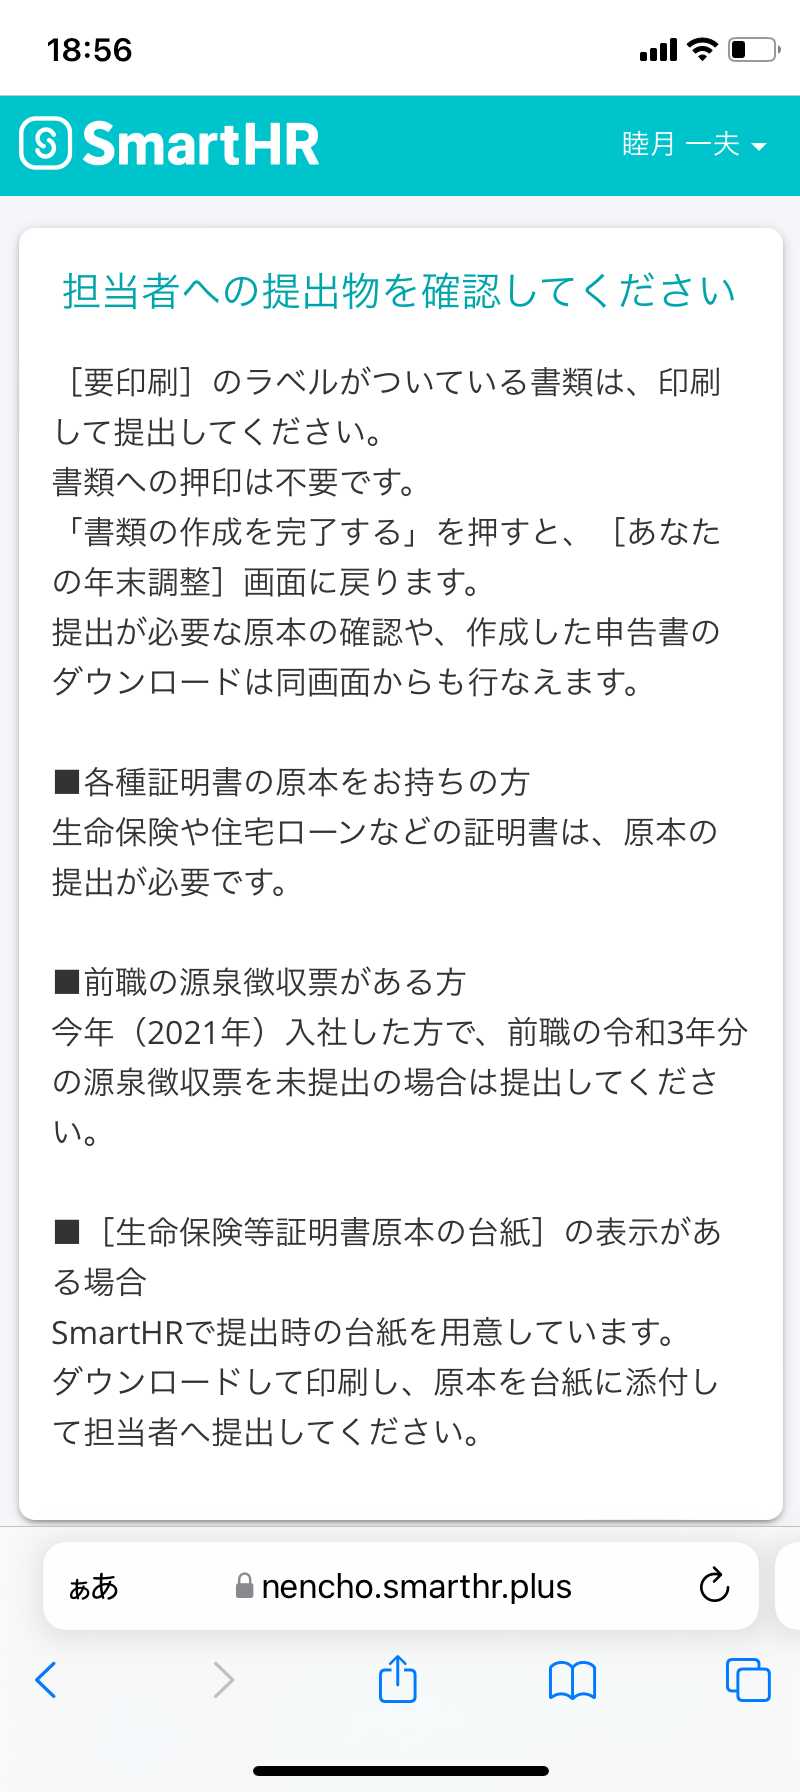 18:56
SmartHR
睦月 一夫
担当者への提出物を確認してください
［要印刷］のラベルがついている書類は、印刷
して提出してください。
書類への押印は不要です。
「書類の作成を完了する」を押すと、［あなた
の年末調整］画面に戻ります。
提出が必要な原本の確認や、作成した申告書の
ダウンロードは同画面からも行なえます。
■各種証明書の原本をお持ちの方
生命保険や住宅ローンなどの証明書は、原本の
提出が必要です。
■前職の源泉徴収票がある方
今年（2021年）入社した方で、前職の令和3年分
の源泉徴収票を未提出の場合は提出してくださ
い。
■［生命保険等証明書原本の台紙］の表示があ
る場合
SmartHRで提出時の台紙を用意しています。
ダウンロードして印刷し、原本を台紙に添付し
て担当者へ提出してください。
ぁあ
nencho.smarthr.plus